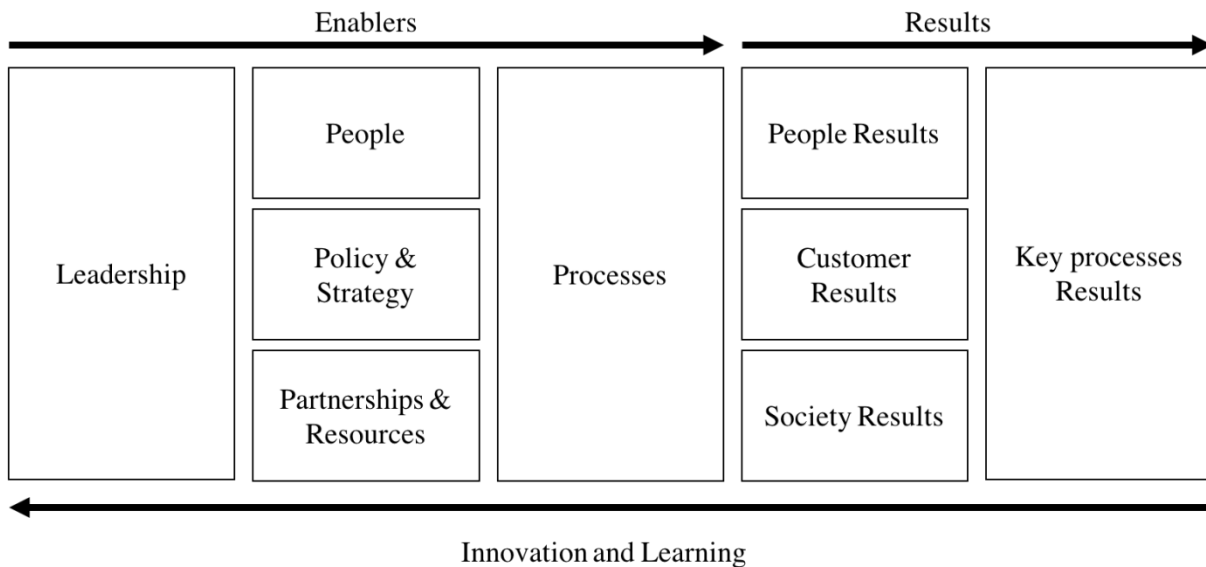 Enablers
Results
Leadership
People
Policy &
Strategy
Partnerships &
Resources
Processes
People Results
Customer
Results
Society Results
Key processes
Results
Innovation and Learning